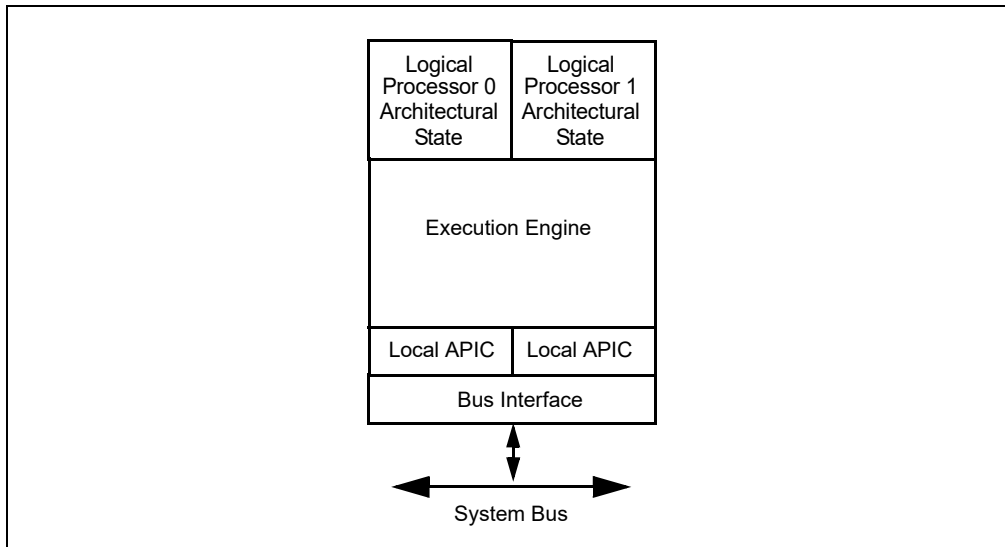 Logical
Processor 0
Architectural
State
Logical
Processor 1
Architectural
State
Execution Engine
Local APIC
Local APIC
Bus Interface
System Bus